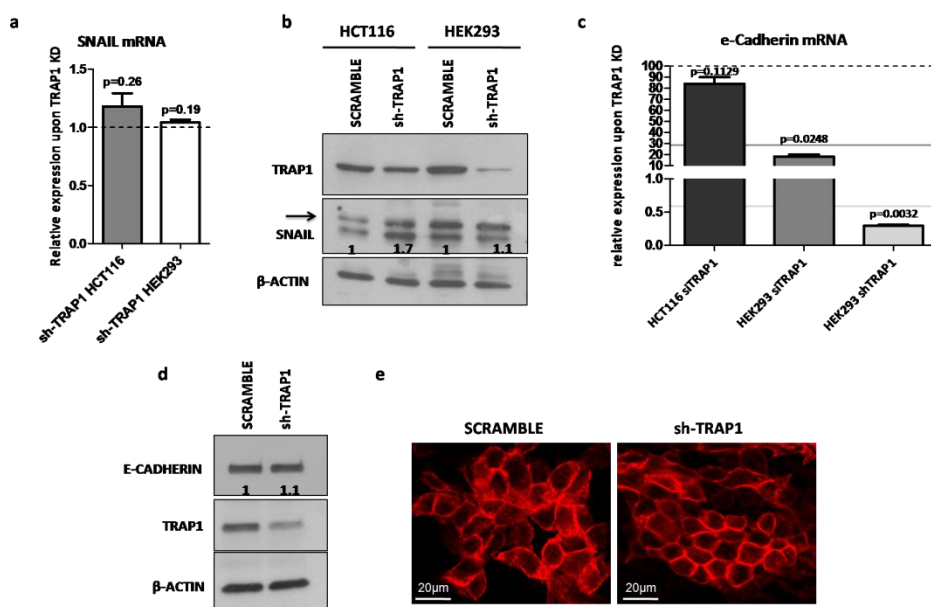 a
SNAIL mRNA
Relative expression upon TRAP1 KD
1.5
1.0
0.5
0.0
p=0.26
p=0.19
sh-TRAP1 HCT116
sh-TRAP1 HEK293
b
HCT116 HEK293
SCRAMBLE
sh-TRAP1
SCRAMBLE
sh-TRAP1
TRAP1
SNAIL
1 1.7 1 1.1
β-ACTIN
c
e-Cadherin mRNA
relative expression upon TRAP1 KD
100
90
80
70
60
50
40
30
20
10
1.0
0.5
0.0
p=0.1129
p=0.0248
p=0.0032
HCT116 siTRAP1
HEK293 siTRAP1
HEK293 shTRAP1
d
SCRAMBLE
sh-TRAP1
E-CADHERIN
1 1.1
TRAP1
β-ACTIN
e
SCRAMBLE sh-TRAP1
20µm 20µm